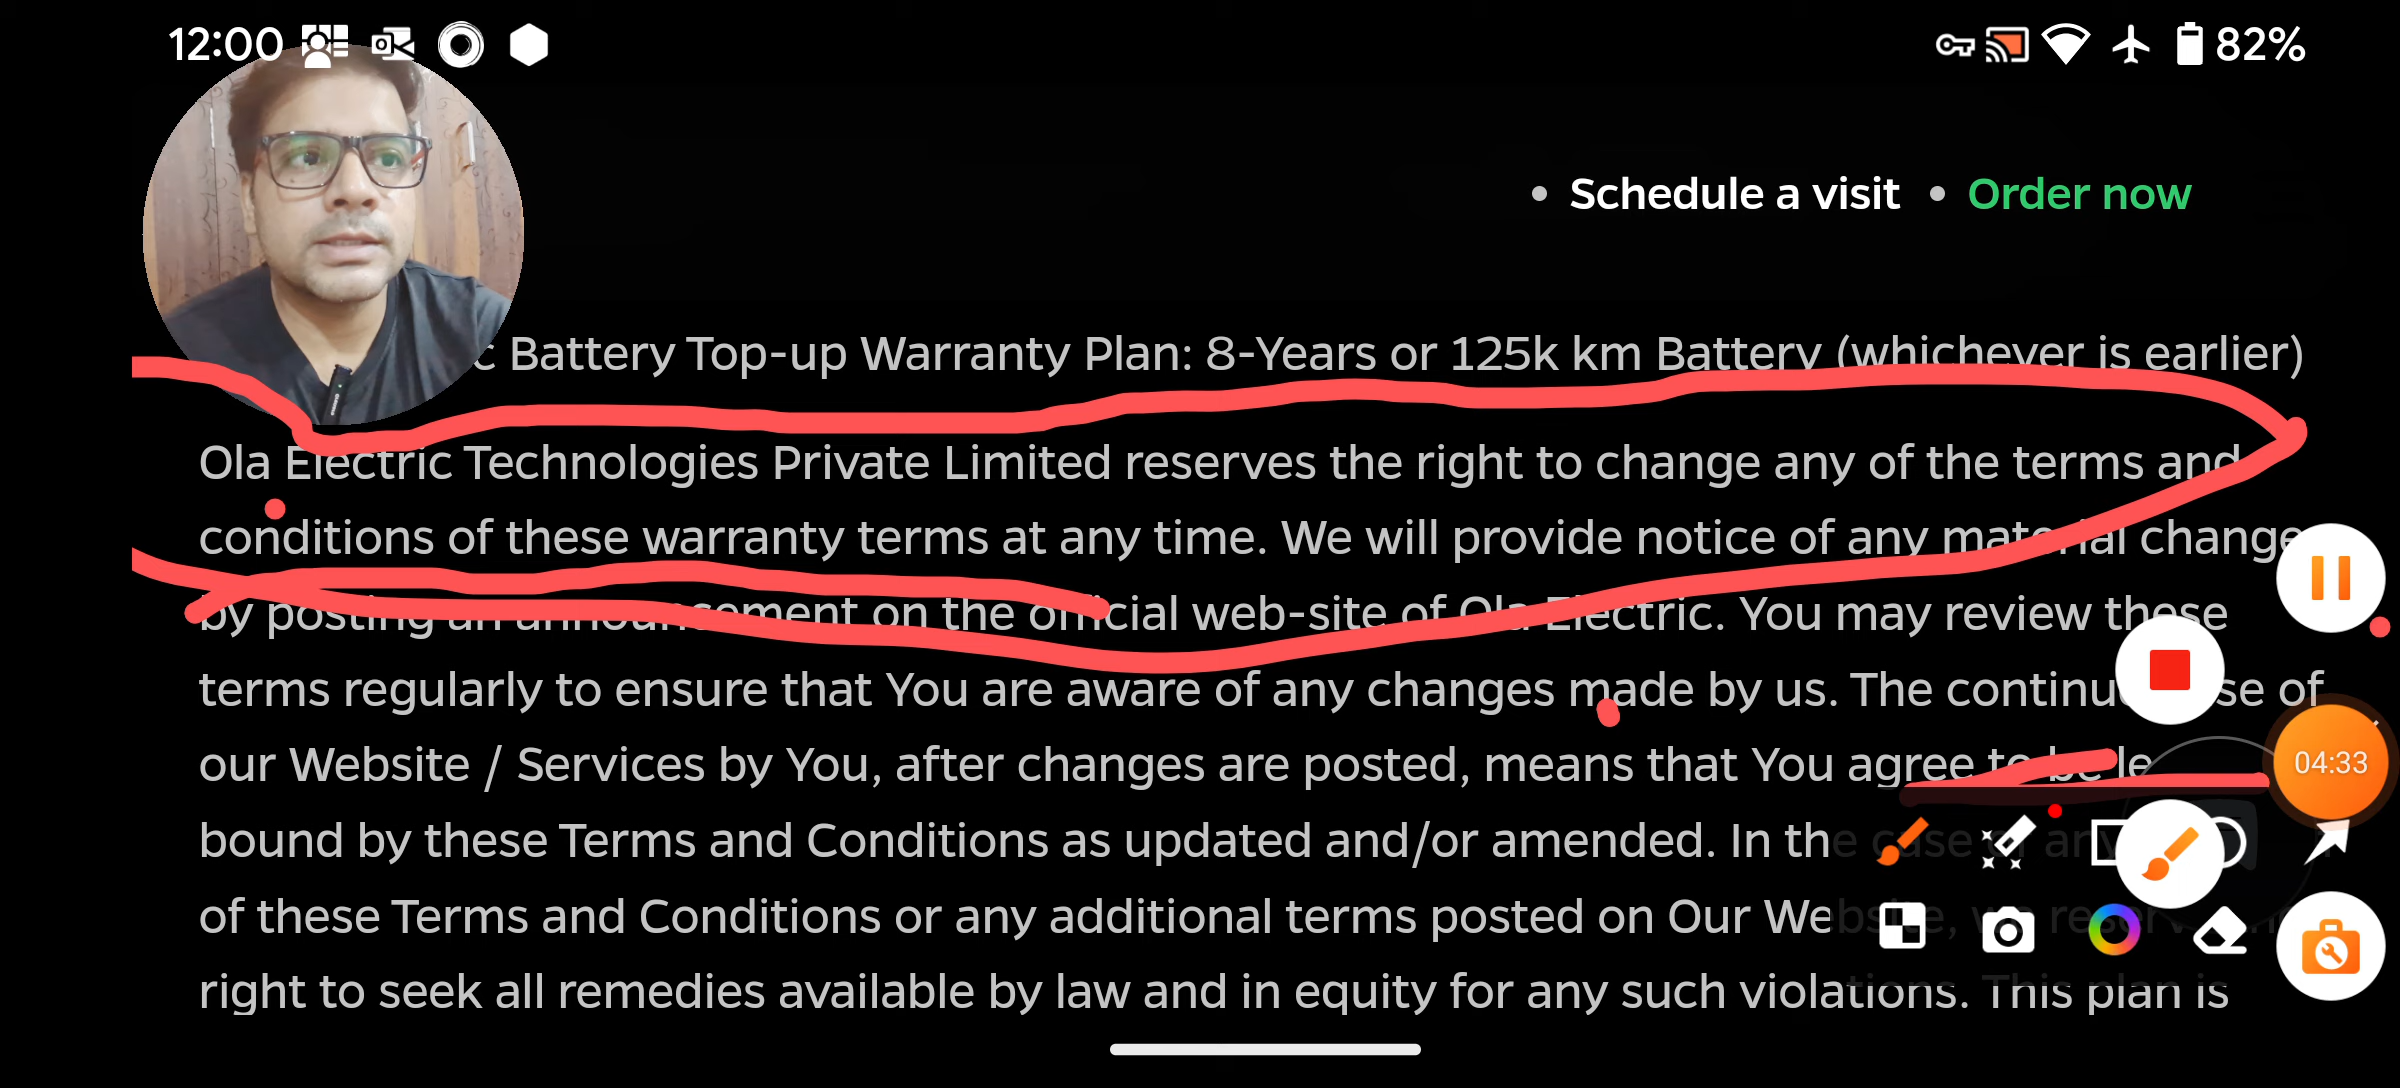 12:00
82%
Schedule a visit
Order now
Battery Top-up Warranty Plan: 8-Years or 125k km Battery (whichever is earlier)
Ola Electric Technologies Private Limited reserves the right to change any of the terms and
conditions of these warranty terms at any time. We will provide notice of any material change
by posting an announcement on the official web-site of Ola Electric. You may review these
terms regularly to ensure that You are aware of any changes made by us. The of
our Website / Services by You, after changes are posted, means that You agree to be
04:33
bound by these Terms and Conditions as updated and/or amended. In the case of any
of these Terms and Conditions or any additional terms posted on Our Website, we
right to seek all remedies available by law and in equity for any such violations. This plan is